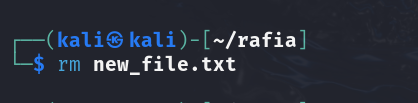 ┌──(kali㉿kali)-[~/rafia]
└─$ rm new_file.txt